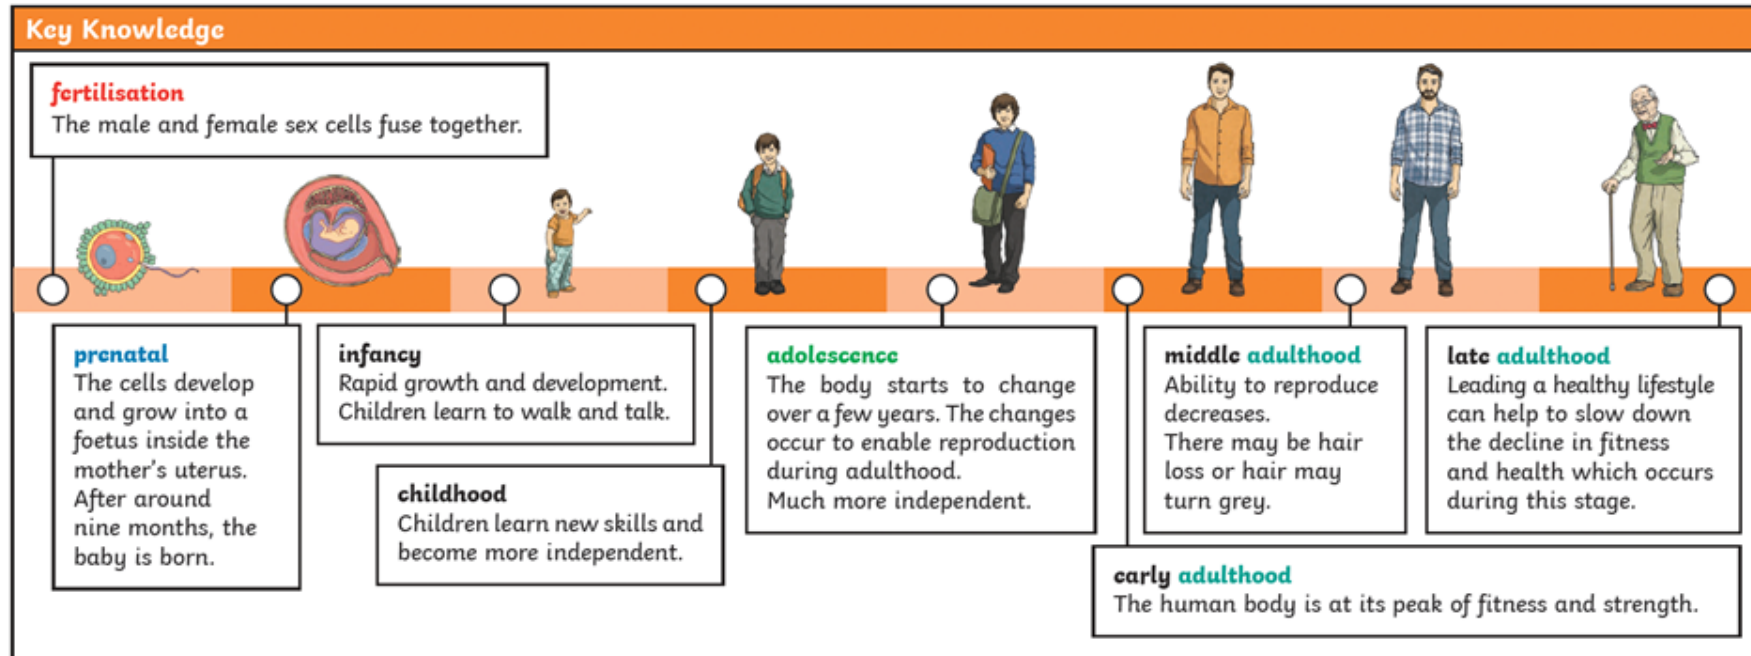 Key Knowledge
fertilisation
The male and female sex cells fuse together.
prenatal
The cells develop
and grow into a
foetus inside the
mother's uterus.
After around
nine months, the
baby is born.
infancy
Rapid growth and development.
Children learn to walk and talk.
childhood
Children learn new skills and
become more independent.
adolescence
The body starts to change
over a few years. The changes
occur to enable reproduction
during adulthood.
Much more independent.
early adulthood
The human body is at its peak of fitness and strength.
middle adulthood
Ability to reproduce
decreases.
There may be hair
loss or hair may
turn grey.
late adulthood
Leading a healthy lifestyle
can help to slow down
the decline in fitness
and health which occurs
during this stage.